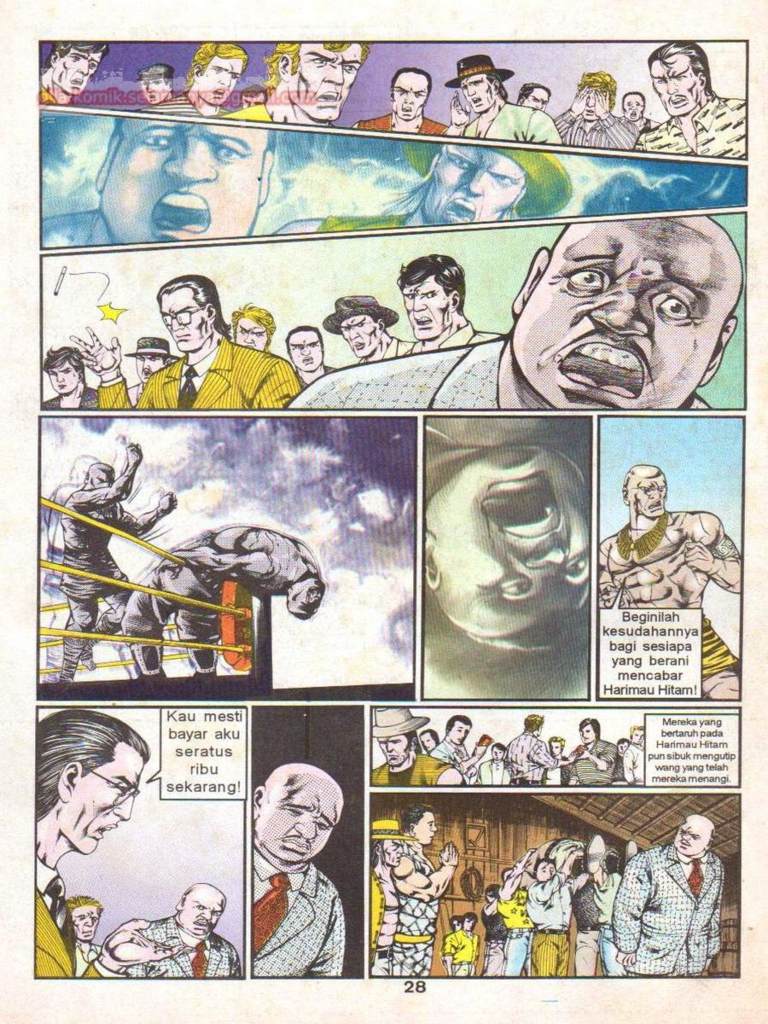 Beginilah
kesudahannya
bagi sesiapa
yang berani
mencabar
Harimau Hitam!
Kau mesti
bayar aku
seratus
ribu
sekarang!
Mereka yang
bertaruh pada
Harimau Hitam
pun sibuk mengutip
wang yang telah
mereka menangi.
28